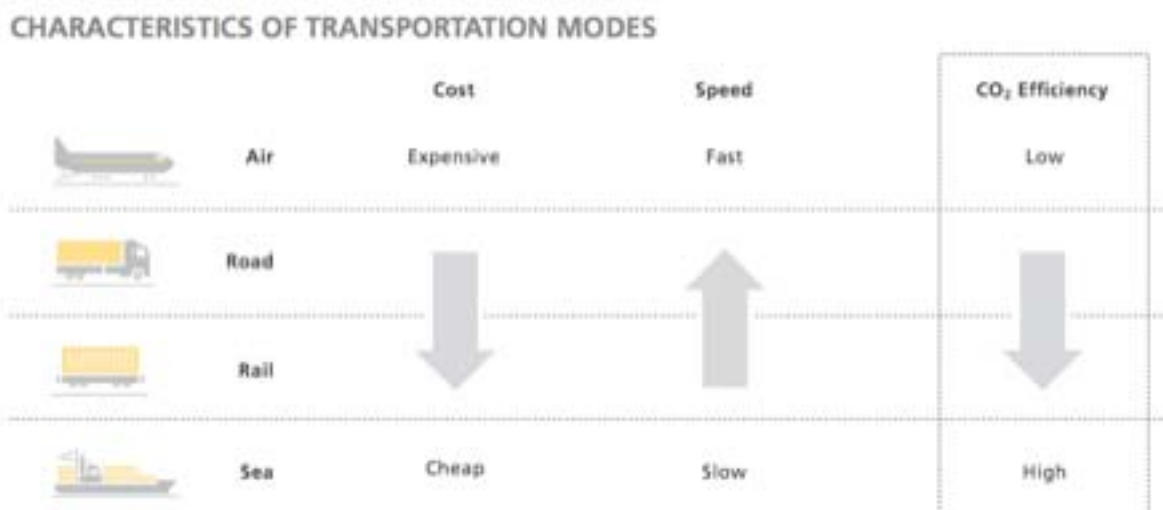 CHARACTERISTICS OF TRANSPORTATION MODES
Cost Speed CO₂ Efficiency
Air Expensive Fast Low
Road
Rail
Sea Cheap Slow High